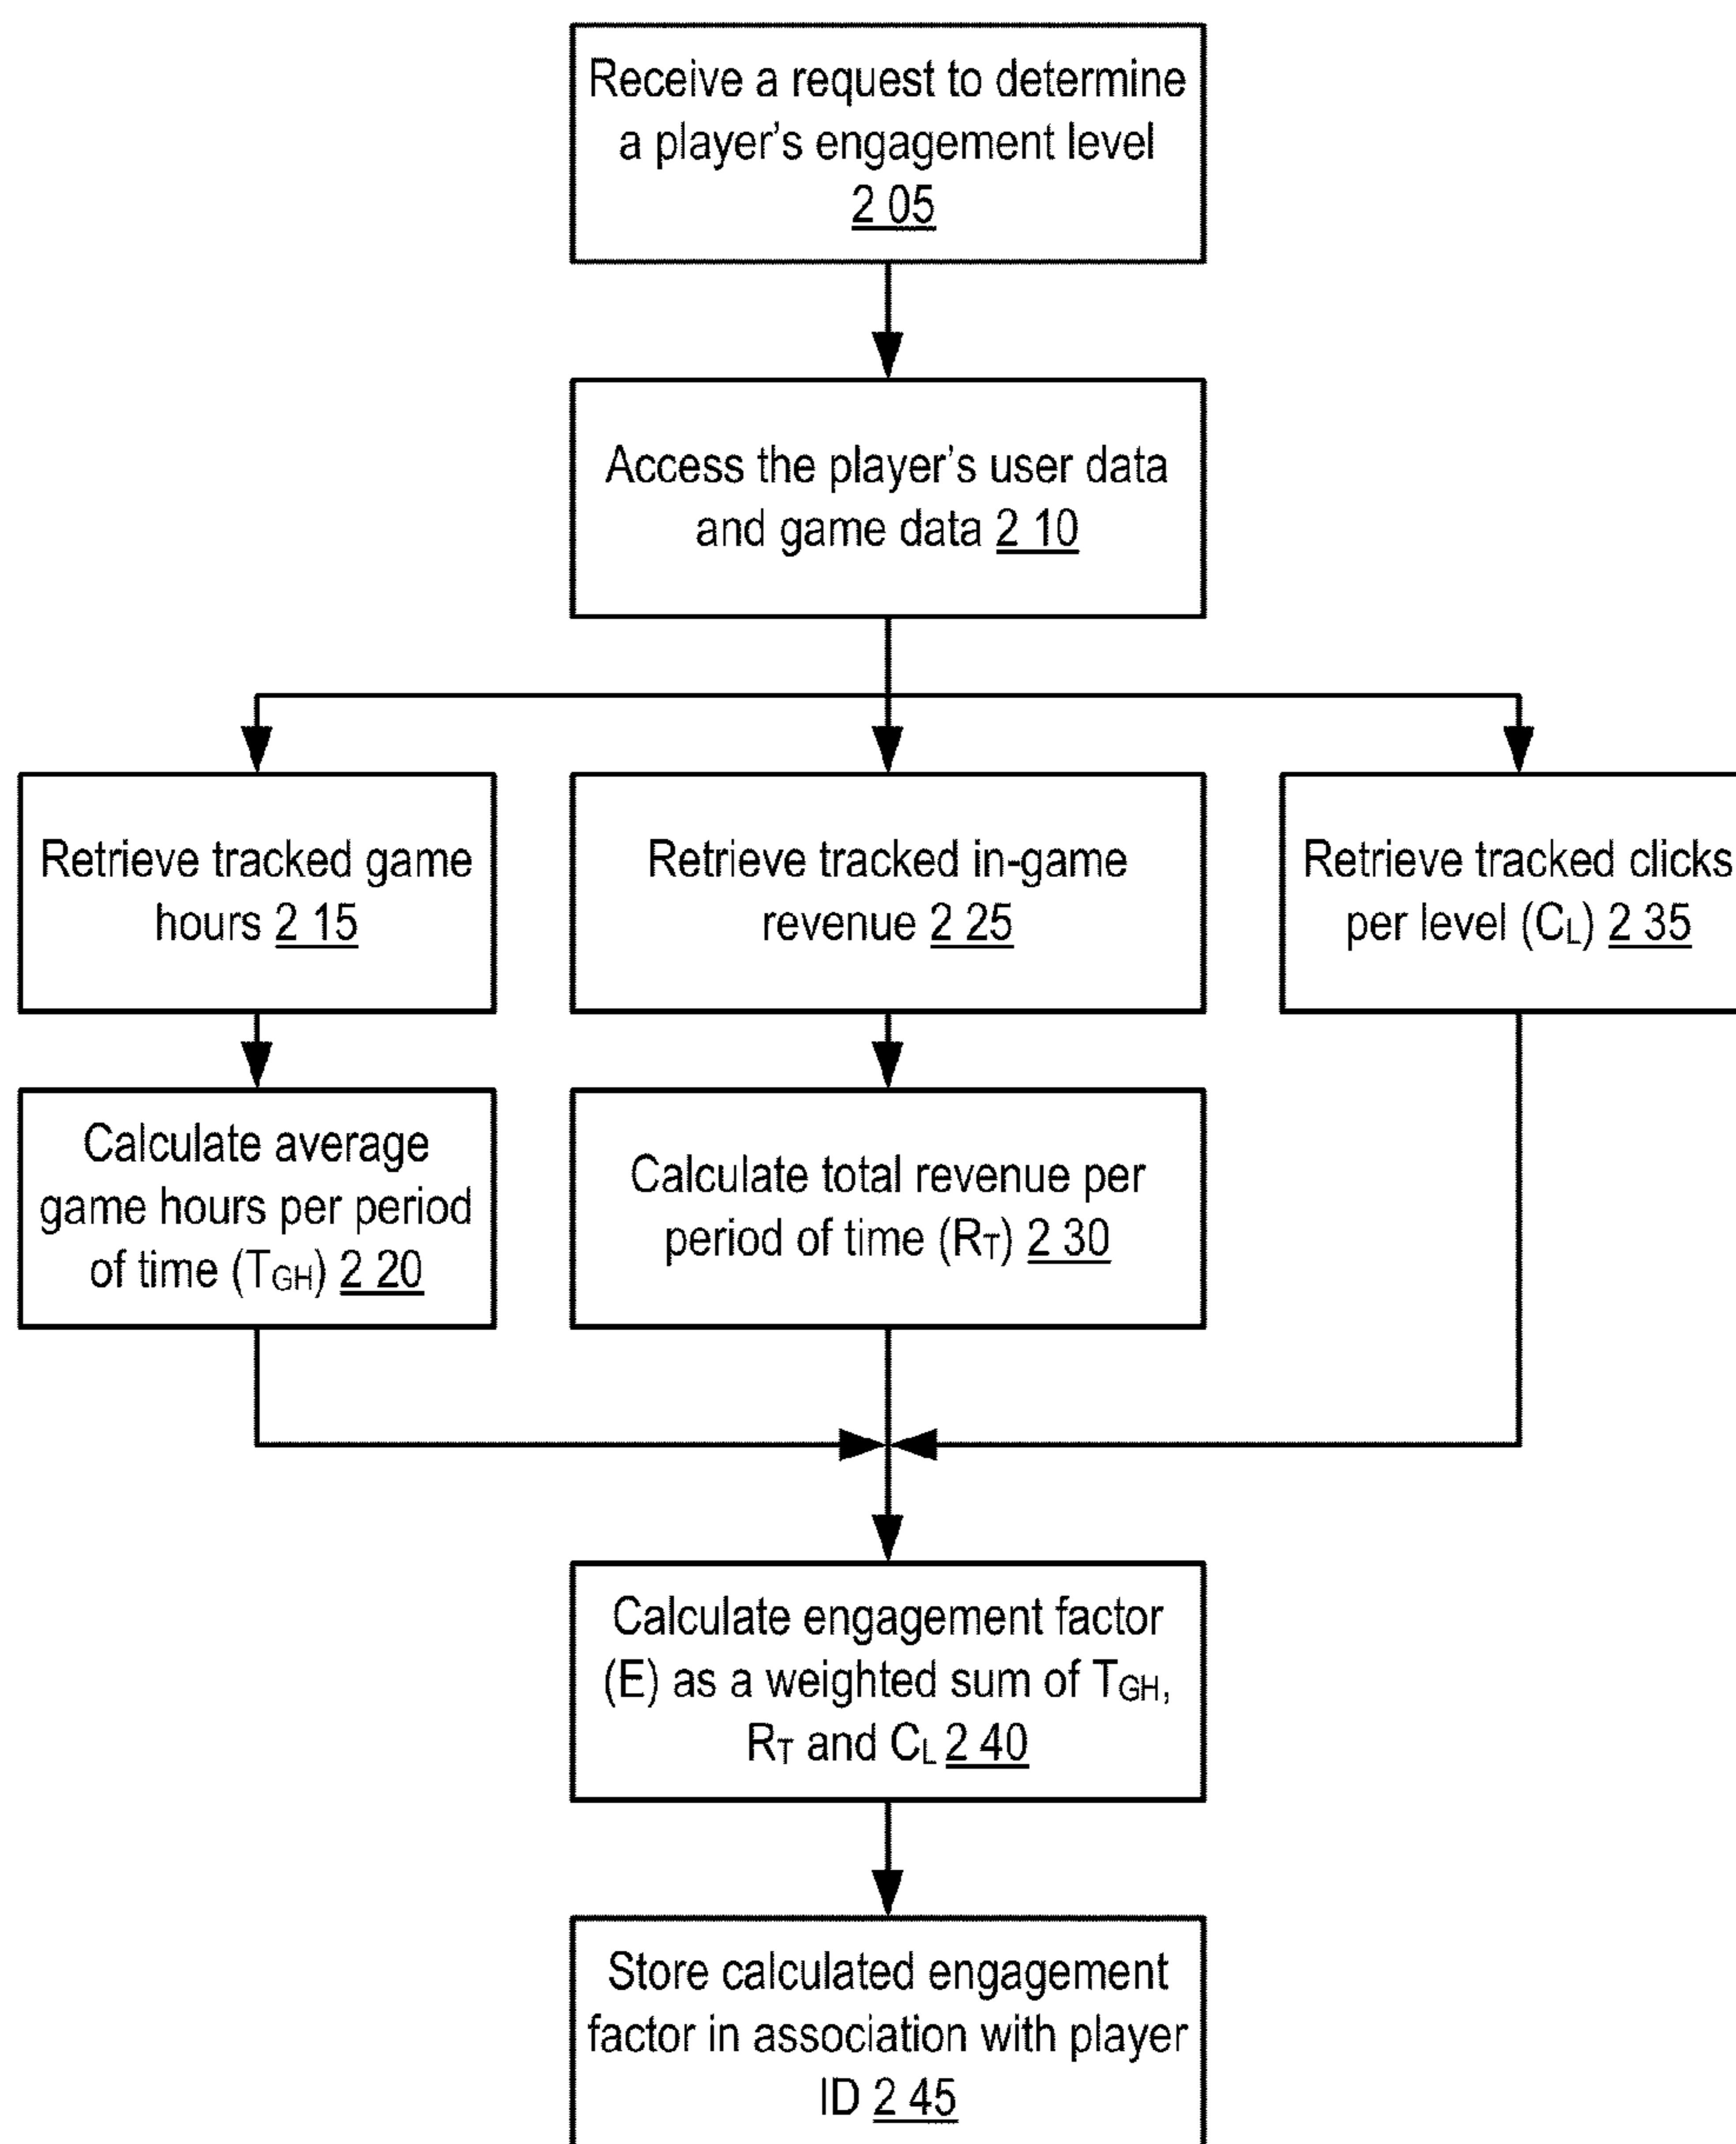 Receive a request to determine
a player’s engagement level
2 05
Access the player’s user data
and game data 2 10
Retrieve tracked game
hours 2 15
Retrieve tracked in-game
revenue 2 25
Retrieve tracked clicks
per level (CL) 2 35
Calculate average
game hours per period
of time (TGH) 2 20
Calculate total revenue per
period of time (RT) 2 30
Calculate engagement factor
(E) as a weighted sum of TGH,
RT and CL 2 40
Store calculated engagement
factor in association with player
ID 2 45